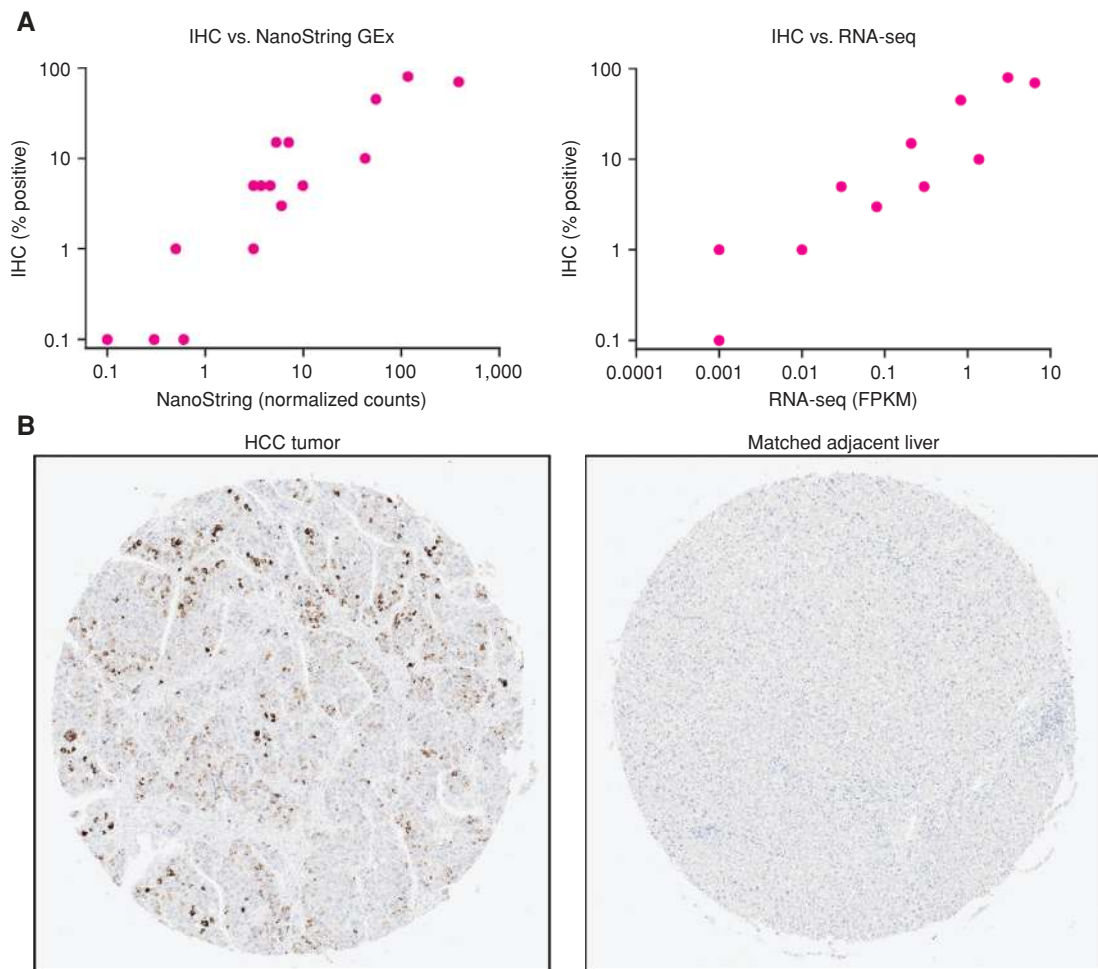 A
IHC vs. NanoString GEx
IHC (% positive)
100
10
1
0.1
0.1 1 10 100 1,000
NanoString (normalized counts)
IHC vs. RNA-seq
IHC (% positive)
100
10
1
0.1
0.0001 0.001 0.01 0.1 1 10
RNA-seq (FPKM)
B
HCC tumor
Matched adjacent liver